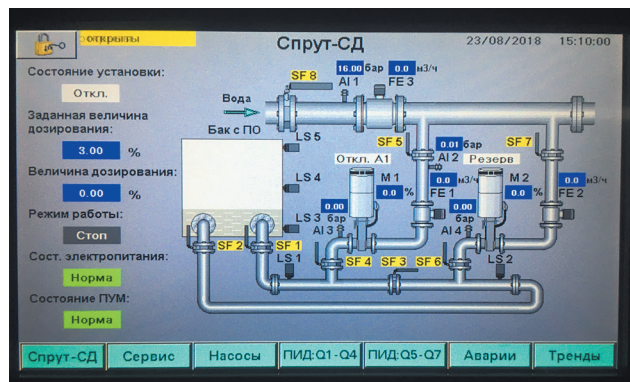 открыты
Спрут-СД
23/08/2018 15:10:00
Состояние установки:
Откл.
Заданная величина
дозирования:
3.00 %
Величина дозирования:
0.00 %
Режим работы:
Стоп
Сост. электропитания:
Норма
Состояние ПУМ:
Норма
SF 8
16.00 бар
0.0 м3/ч
AI 1
FE 3
Вода
Бак с ПО
LS 5
LS 4
LS 3
SF 5
0.01 бар
AI 2
SF 7
Откл. А1
Резерв
M 1
0.0 %
0.0 м3/ч
FE 1
M 2
0.0 %
0.0 м3/ч
FE 2
0.00
бар
AI 3
0.00
бар
AI 4
SF 2
SF 1
LS 1
SF 4
SF 3
SF 6
LS 2
Спрут-СД
Сервис
Насосы
ПИД:Q1-Q4
ПИД:Q5-Q7
Аварии
Тренды